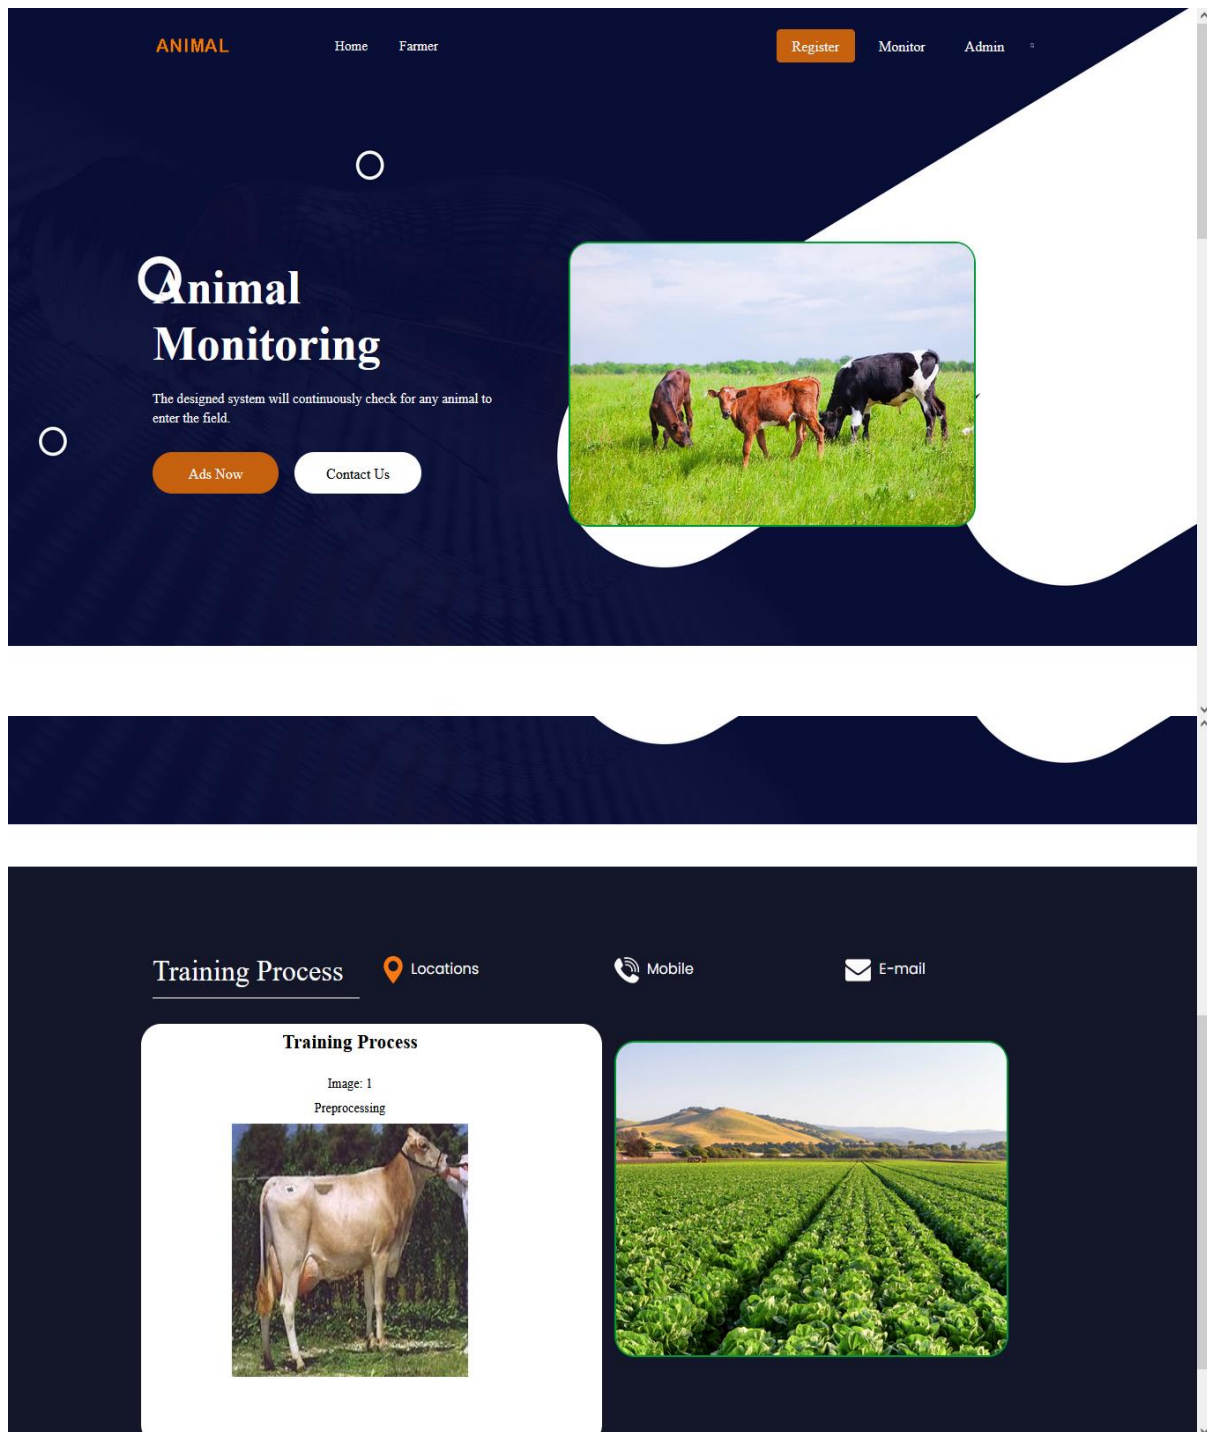 ANIMAL
Home
Farmer
Register
Monitor
Admin
Animal
Monitoring
The designed system will continuously check for any animal to
enter the field.
Ads Now
Contact Us
Training Process
Locations
Mobile
E-mail
Training Process
Image: 1
Preprocessing